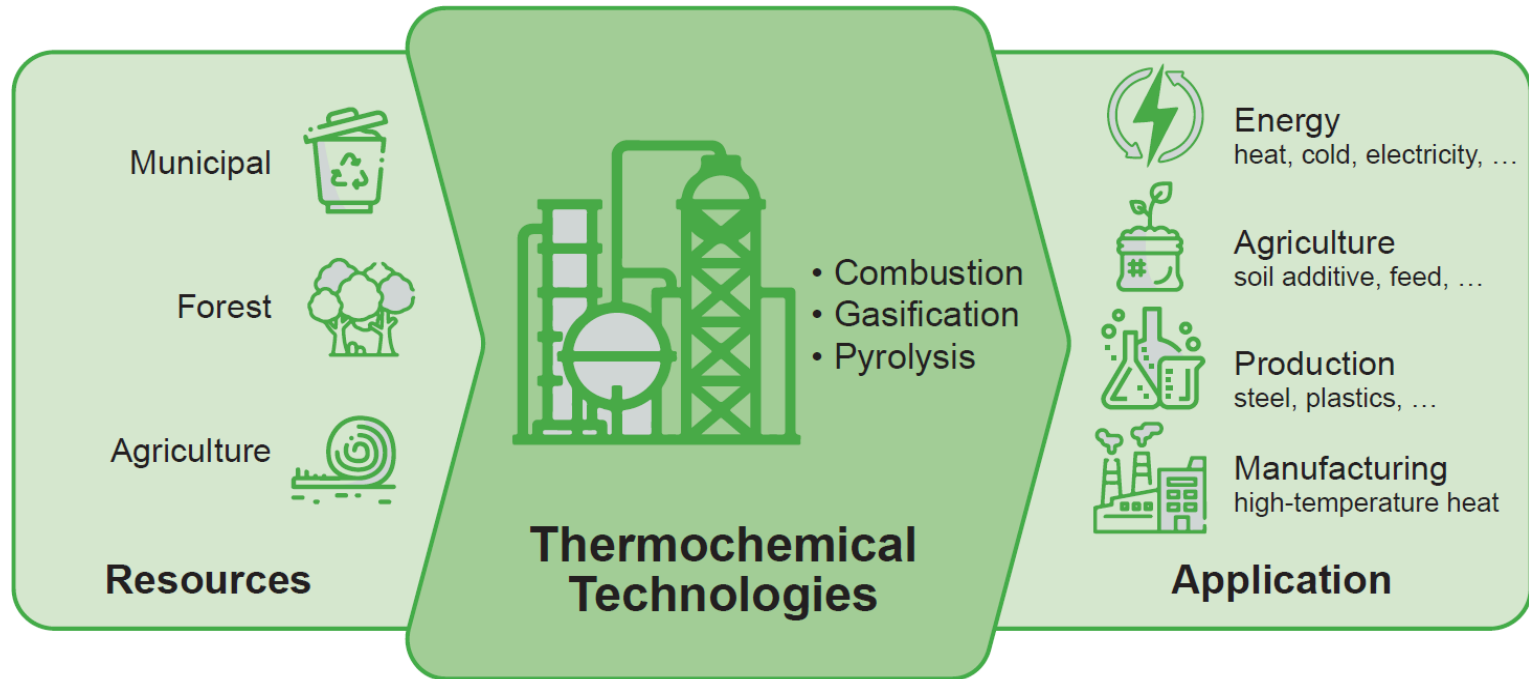 Municipal
Forest
Agriculture
Resources
• Combustion
• Gasification
• Pyrolysis
Thermochemical
Technologies
Energy
heat, cold, electricity, …
Agriculture
soil additive, feed, …
Production
steel, plastics, …
Manufacturing
high-temperature heat
Application